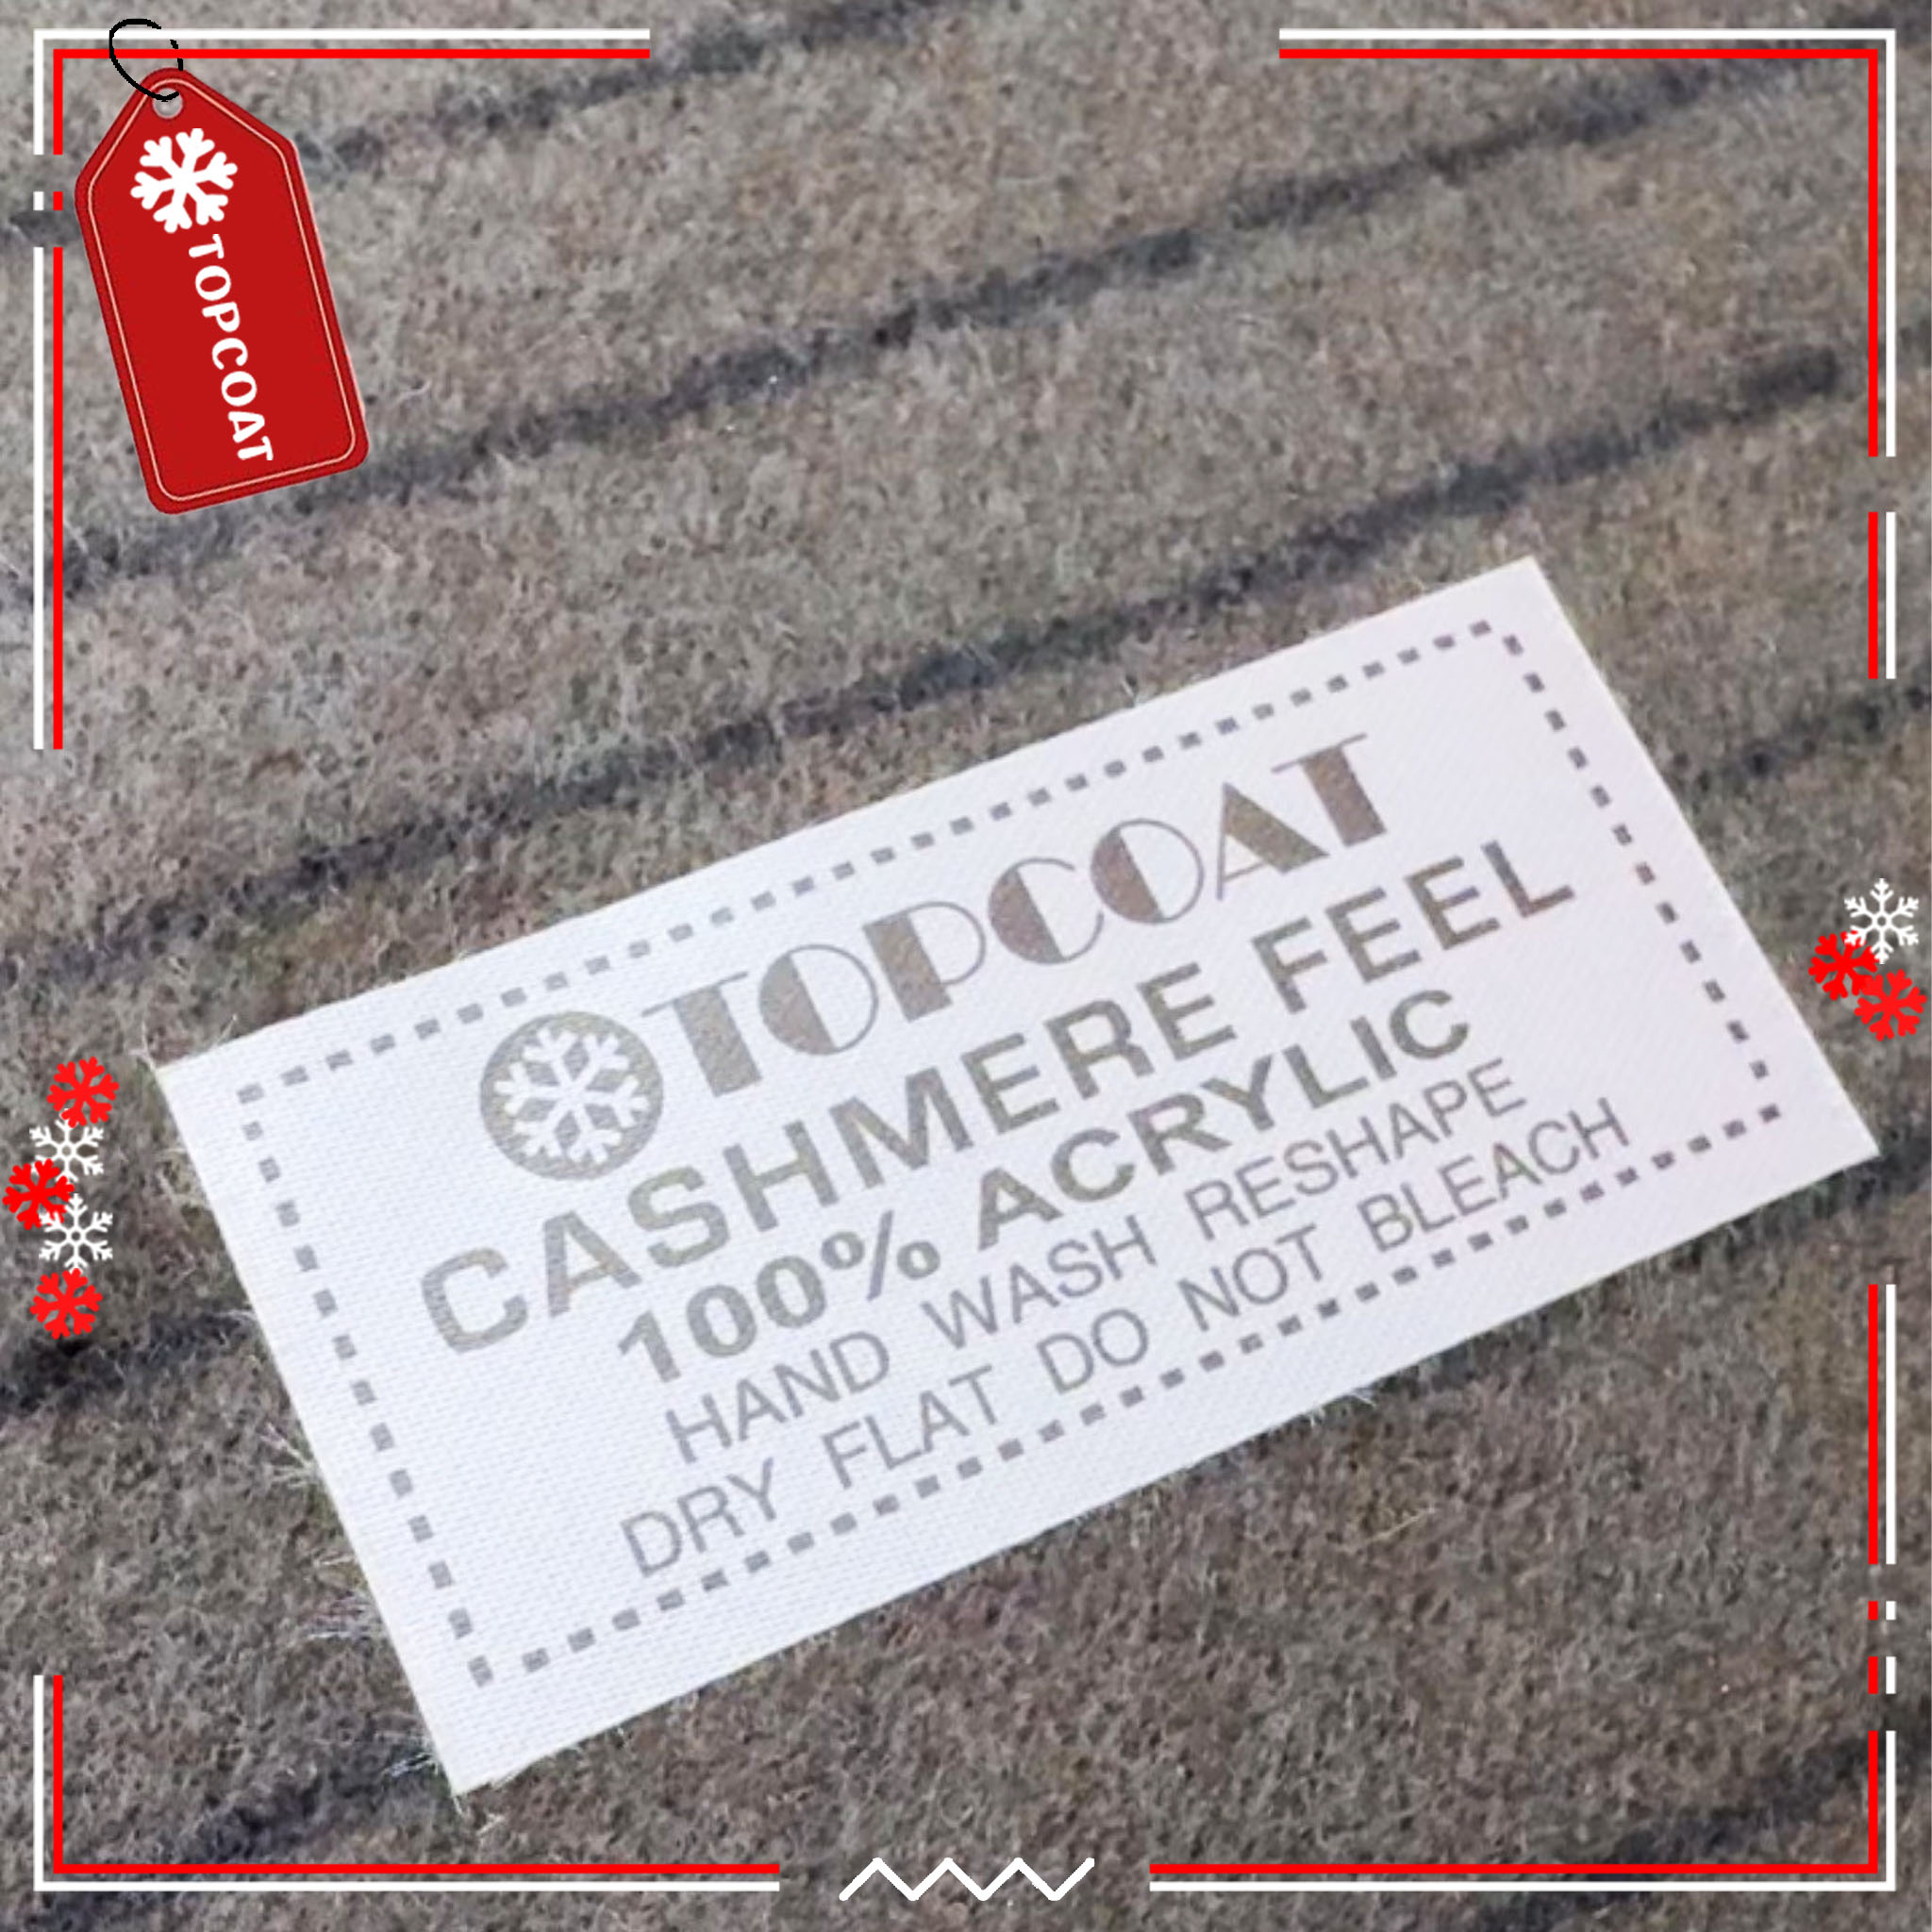 TOPCOAT
TOPCOAT
CASHMERE FEEL
100% ACRYLIC
HAND WASH RESHAPE
DRY FLAT DO NOT BLEACH